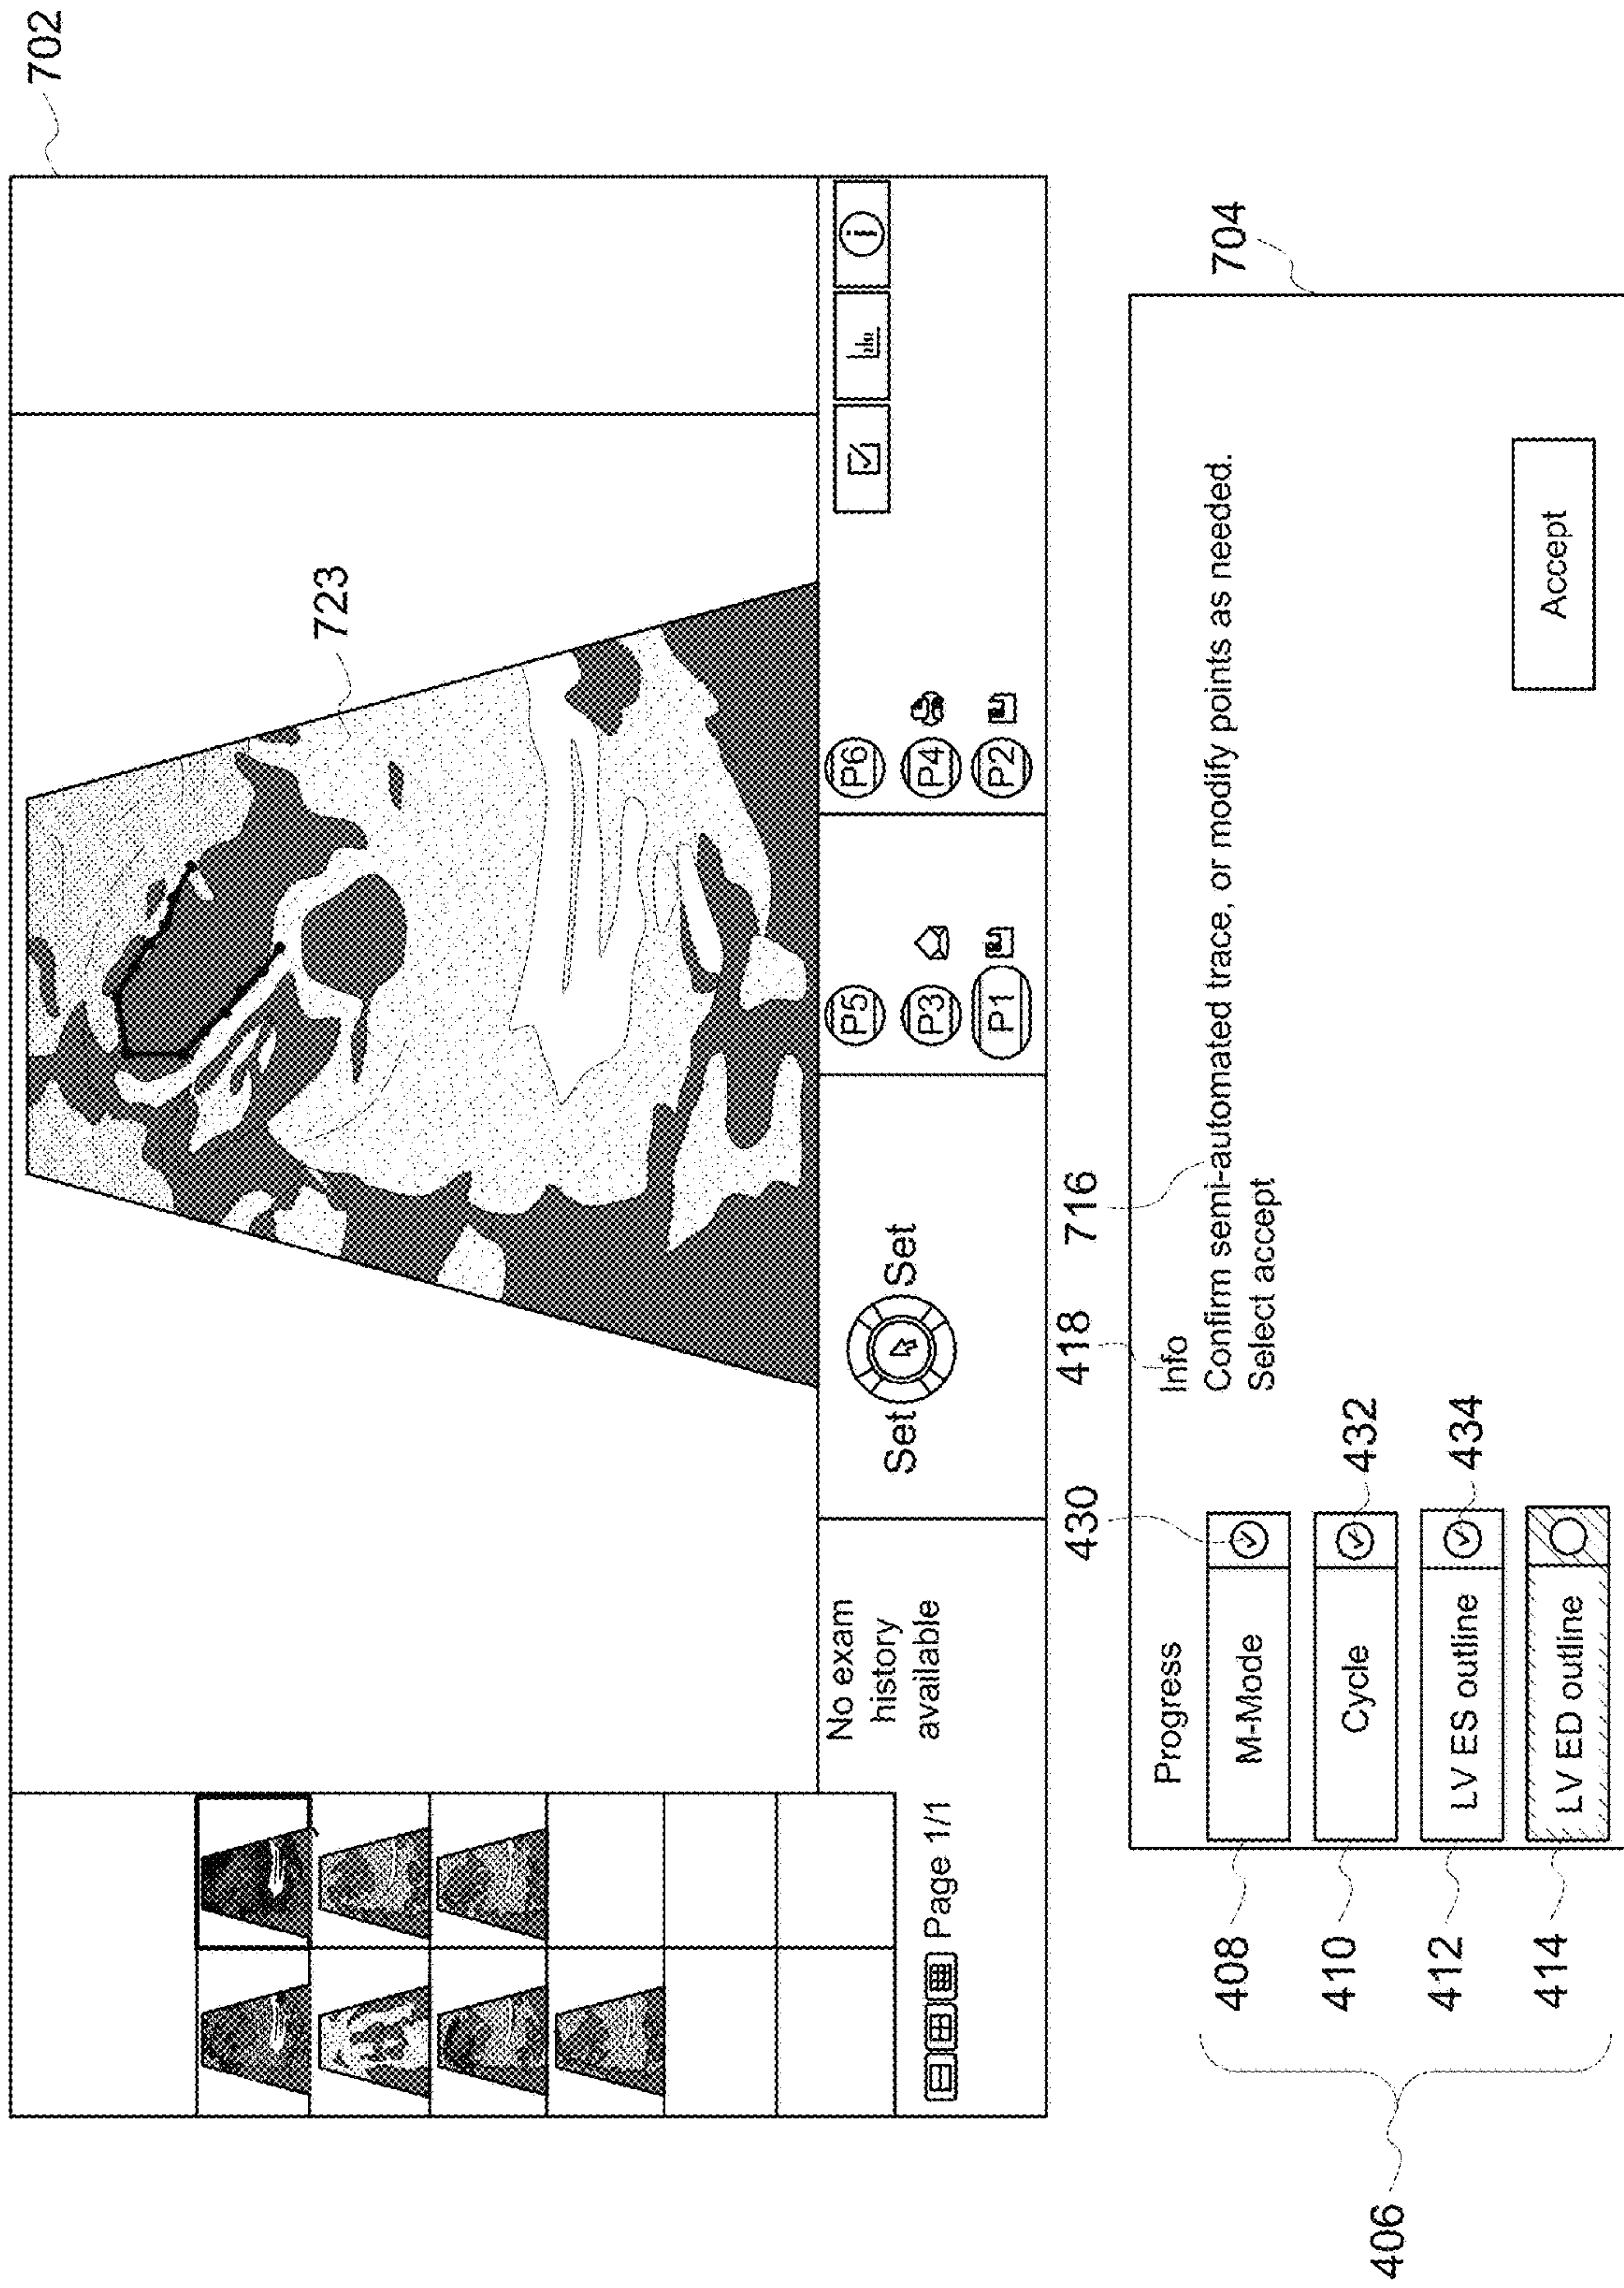 702
723
No exam
history
available
Set
Set
P5
P6
P3
P4
P1
P2
i
Page 1/1
430
418
716
704
Progress
Info
M-Mode
Confirm semi-automated trace, or modify points as needed.
Select accept
408
432
Cycle
410
434
LV ES outline
412
LV ED outline
414
Accept
406